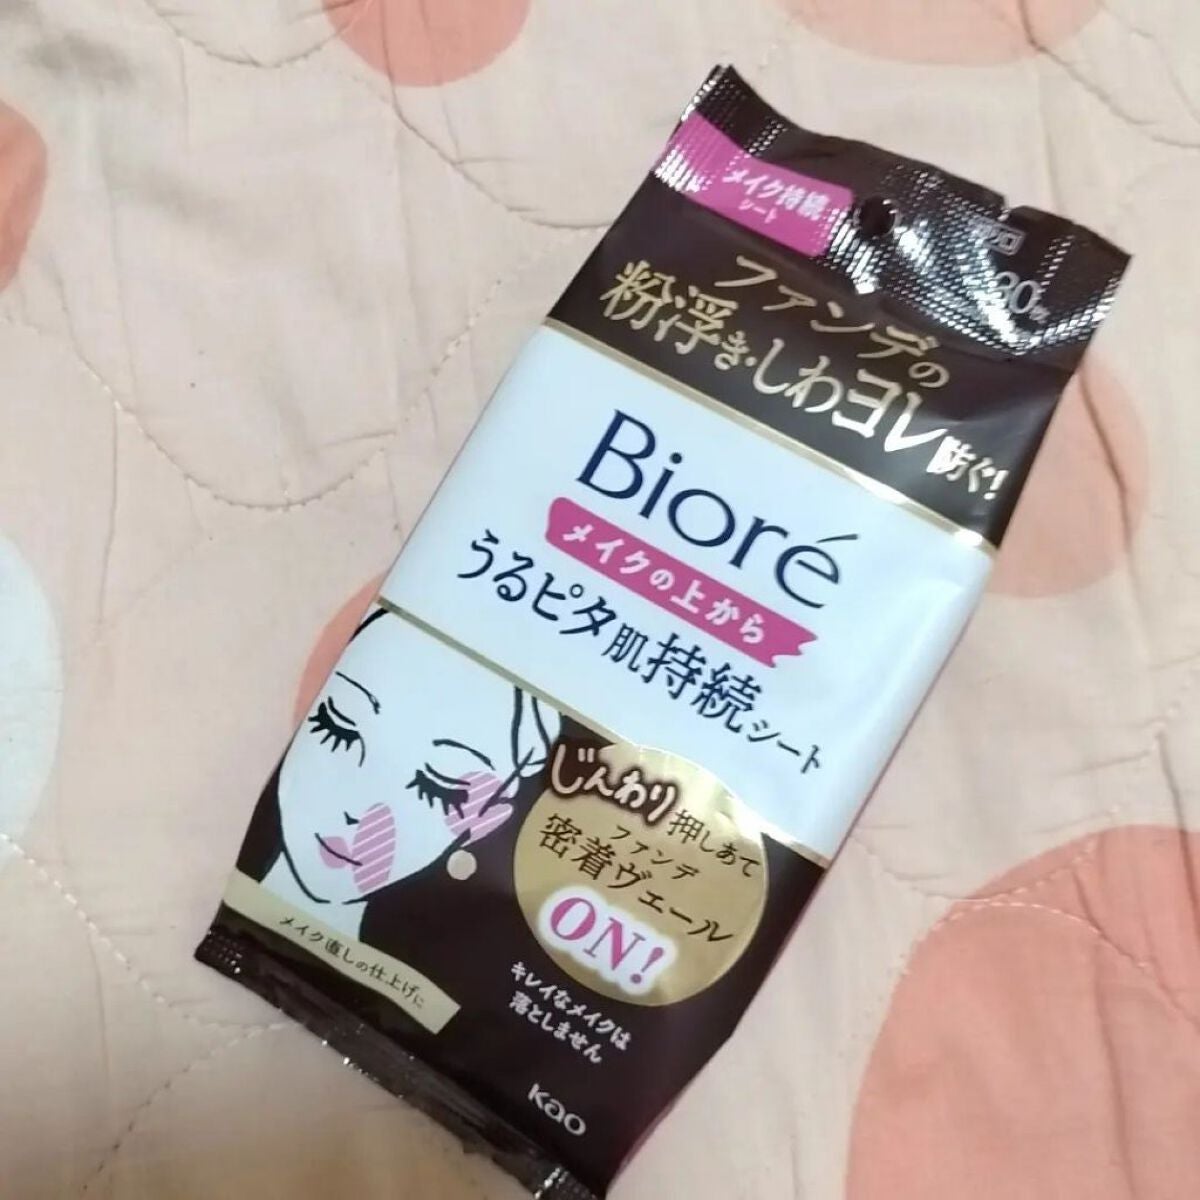 メイク持続
シート
20
ファンデの
粉浮き・しわヨレ防ぐ!
Bioré
メイクの上から
うるピタ肌持続シート
じんわり押しあて
ファンデ
密着ヴェール
ON!
メイク直しの仕上げに
キレイなメイクは
落としません
Kao